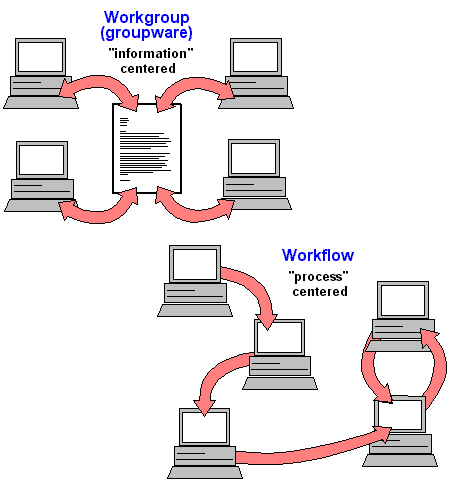 Workgroup
(groupware)
"information"
centered
Workflow
"process"
centered